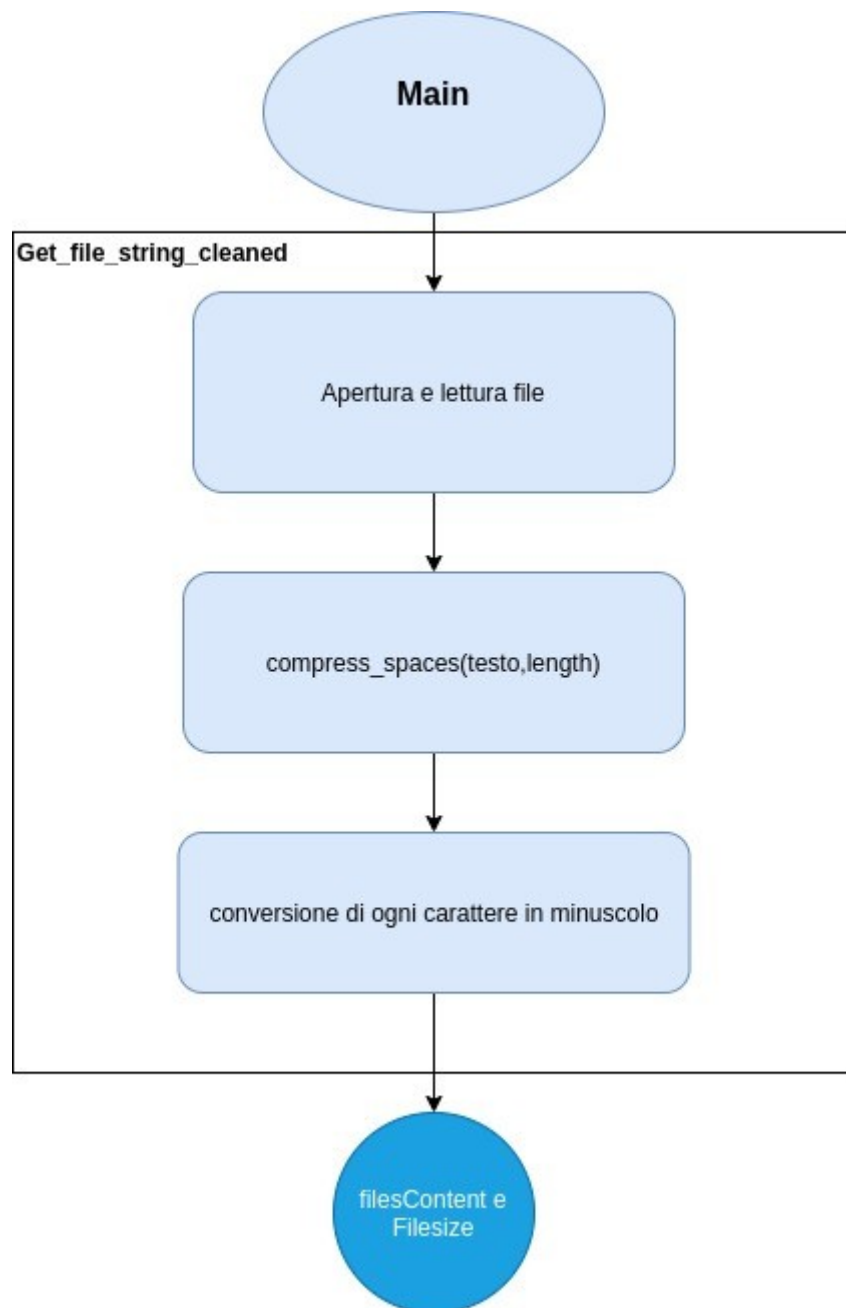 Main
Get_file_string_cleaned
Apertura e lettura file
compress_spaces(testo,length)
conversione di ogni carattere in minuscolo
filesContent e
Filesize